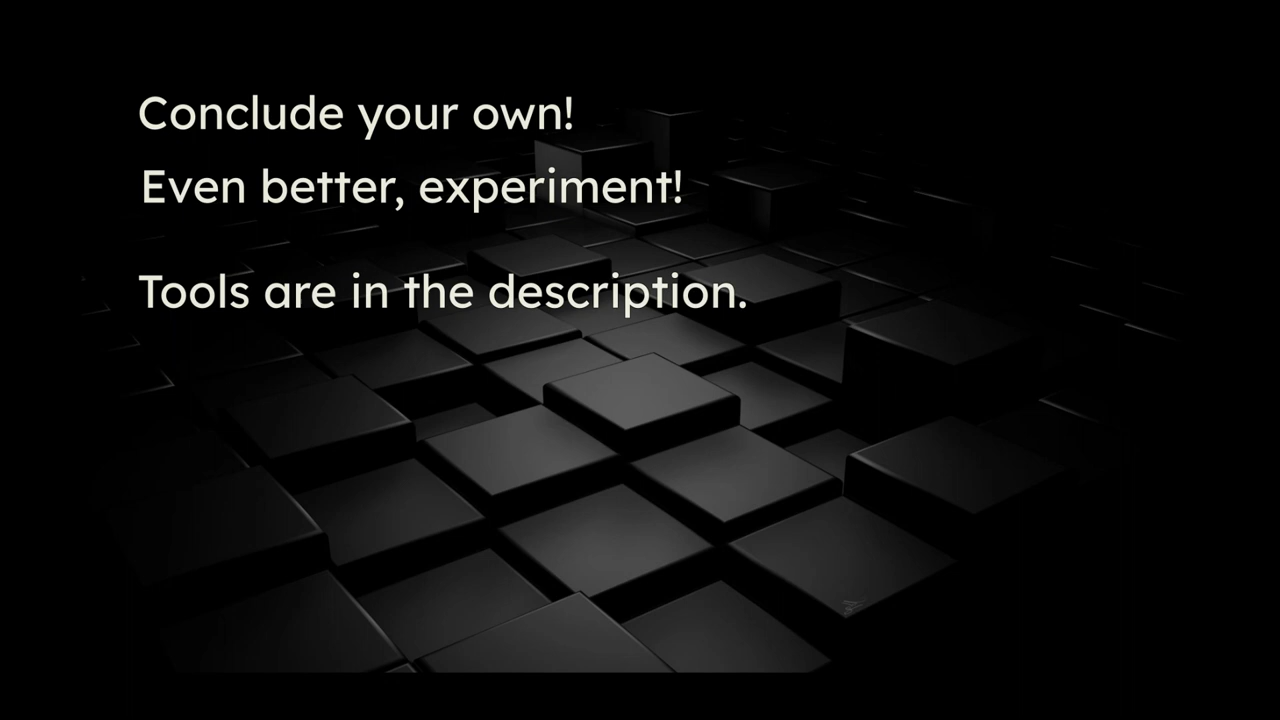 Conclude your own!
Even better, experiment!
Tools are in the description.